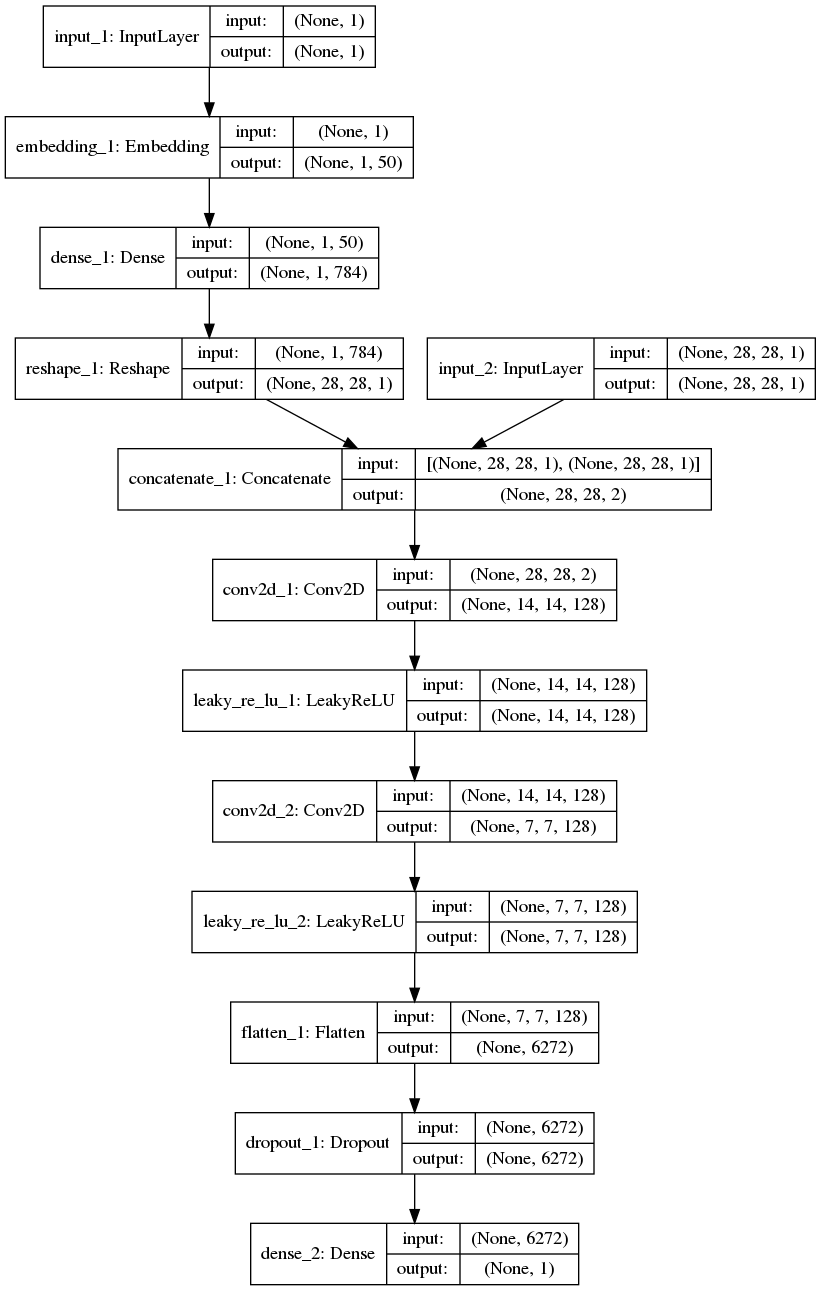 input_1: InputLayer
input: (None, 1)
output: (None, 1)
embedding_1: Embedding
input: (None, 1)
output: (None, 1, 50)
dense_1: Dense
input: (None, 1, 50)
output: (None, 1, 784)
reshape_1: Reshape
input: (None, 1, 784)
output: (None, 28, 28, 1)
input_2: InputLayer
input: (None, 28, 28, 1)
output: (None, 28, 28, 1)
concatenate_1: Concatenate
input: [(None, 28, 28, 1), (None, 28, 28, 1)]
output: (None, 28, 28, 2)
conv2d_1: Conv2D
input: (None, 28, 28, 2)
output: (None, 14, 14, 128)
leaky_re_lu_1: LeakyReLU
input: (None, 14, 14, 128)
output: (None, 14, 14, 128)
conv2d_2: Conv2D
input: (None, 14, 14, 128)
output: (None, 7, 7, 128)
leaky_re_lu_2: LeakyReLU
input: (None, 7, 7, 128)
output: (None, 7, 7, 128)
flatten_1: Flatten
input: (None, 7, 7, 128)
output: (None, 6272)
dropout_1: Dropout
input: (None, 6272)
output: (None, 6272)
dense_2: Dense
input: (None, 6272)
output: (None, 1)